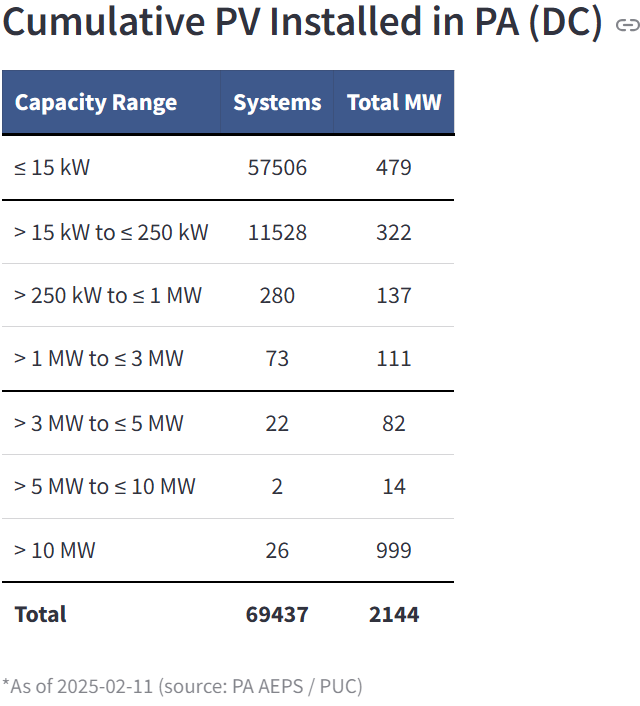 Cumulative PV Installed in PA (DC)
Capacity Range Systems Total MW
≤ 15 kW 57506 479
> 15 kW to ≤ 250 kW 11528 322
> 250 kW to ≤ 1 MW 280 137
> 1 MW to ≤ 3 MW 73 111
> 3 MW to ≤ 5 MW 22 82
> 5 MW to ≤ 10 MW 2 14
> 10 MW 26 999
Total 69437 2144
*As of 2025-02-11 (source: PA AEPS / PUC)